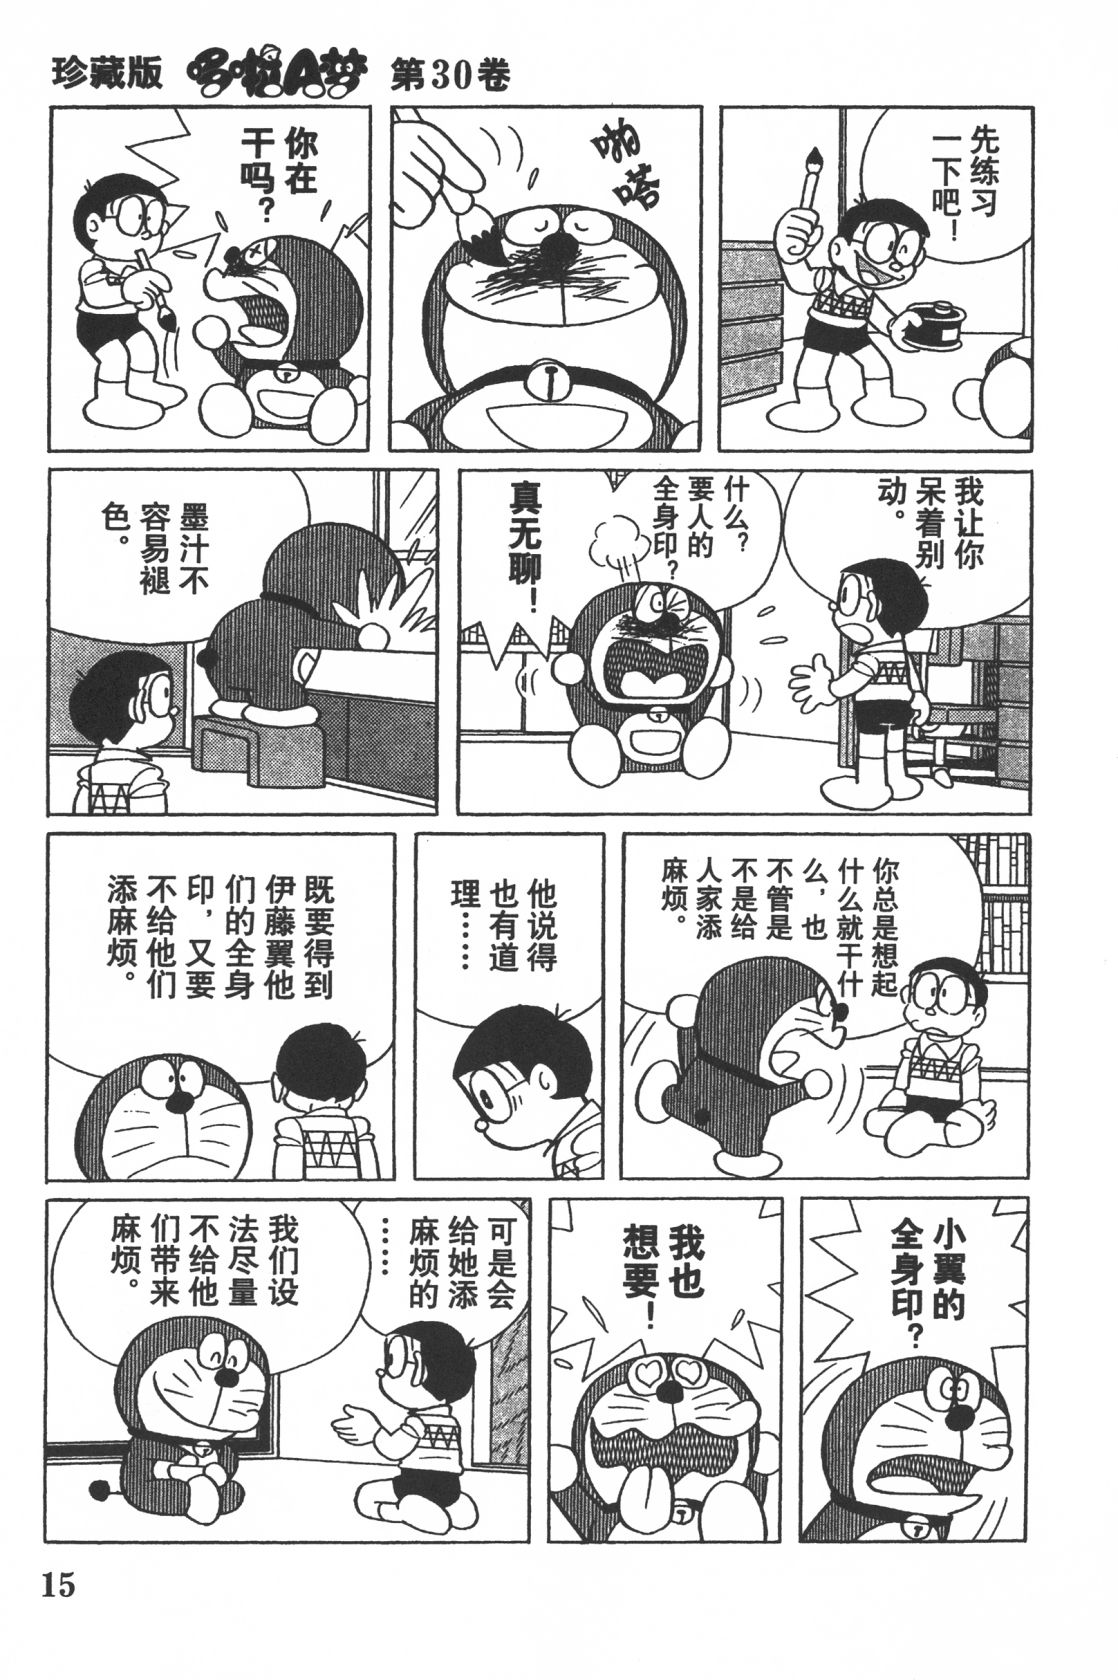 珍藏版 哆啦A梦 第30卷
先练习
一下吧！
啪
嗒
你在
干吗？
我让你
呆着别
动。
什么？
要人的
全身印？
真无聊！
墨汁不
容易褪
色。
你总是想起
什么就干什
么，也
不管是
不是给
人家添
麻烦。
他说得
也有道
理……
既要得到
伊藤翼他
们的全身
印，又要
不给他们
添麻烦。
小翼的
全身印？
我也
想要！
可是会
给她添
麻烦的
……
我们设
法尽量
不给他
们带来
麻烦。
15